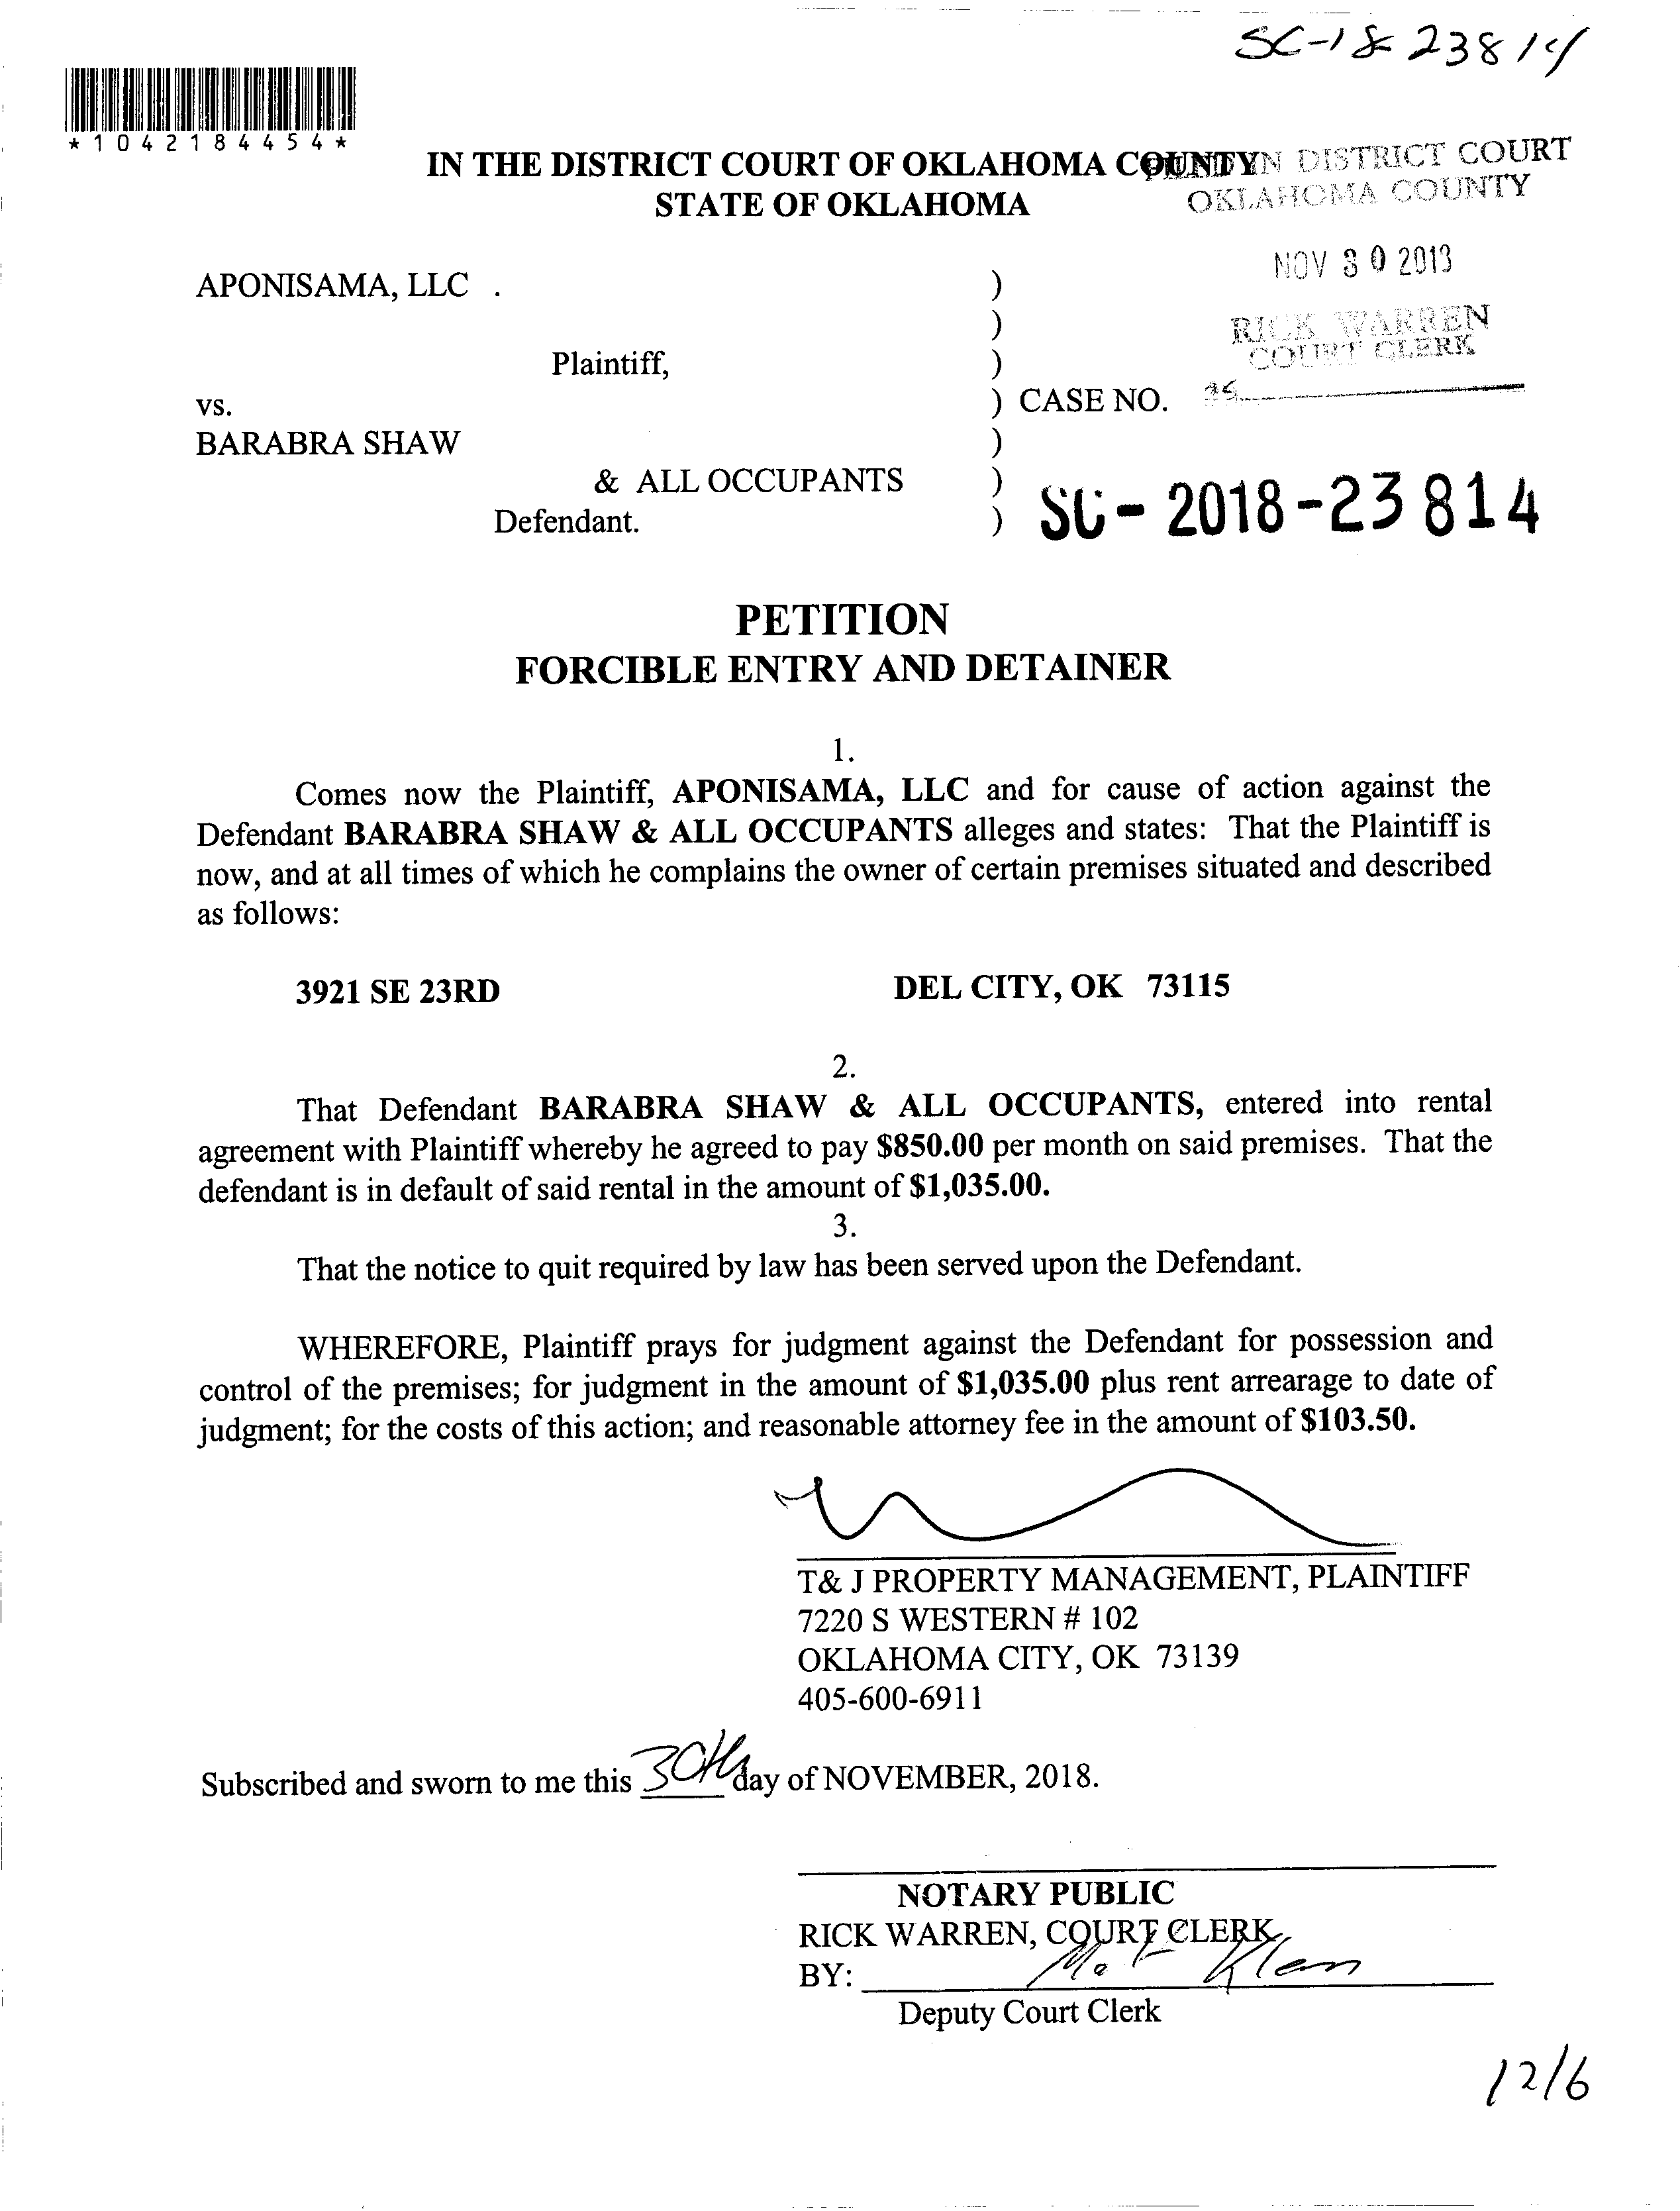 SC-18 23814
*1042184454*
IN THE DISTRICT COURT OF OKLAHOMA COUNTY
STATE OF OKLAHOMA
FILED IN DISTRICT COURT
OKLAHOMA COUNTY
NOV 30 2018
RICK WARREN
COURT CLERK
APONISAMA, LLC . )
)
Plaintiff, )
vs. ) CASE NO.
BARABRA SHAW )
& ALL OCCUPANTS )
Defendant. ) SC-2018-23814
PETITION
FORCIBLE ENTRY AND DETAINER
1.
Comes now the Plaintiff, APONISAMA, LLC and for cause of action against the
Defendant BARABRA SHAW & ALL OCCUPANTS alleges and states: That the Plaintiff is
now, and at all times of which he complains the owner of certain premises situated and described
as follows:
3921 SE 23RD DEL CITY, OK 73115
2.
That Defendant BARABRA SHAW & ALL OCCUPANTS, entered into rental
agreement with Plaintiff whereby he agreed to pay $850.00 per month on said premises. That the
defendant is in default of said rental in the amount of $1,035.00.
3.
That the notice to quit required by law has been served upon the Defendant.
WHEREFORE, Plaintiff prays for judgment against the Defendant for possession and
control of the premises; for judgment in the amount of $1,035.00 plus rent arrearage to date of
judgment; for the costs of this action; and reasonable attorney fee in the amount of $103.50.
T& J PROPERTY MANAGEMENT, PLAINTIFF
7220 S WESTERN # 102
OKLAHOMA CITY, OK 73139
405-600-6911
Subscribed and sworn to me this 30th day of NOVEMBER, 2018.
NOTARY PUBLIC
RICK WARREN, COURT CLERK
BY:
Deputy Court Clerk
12/6